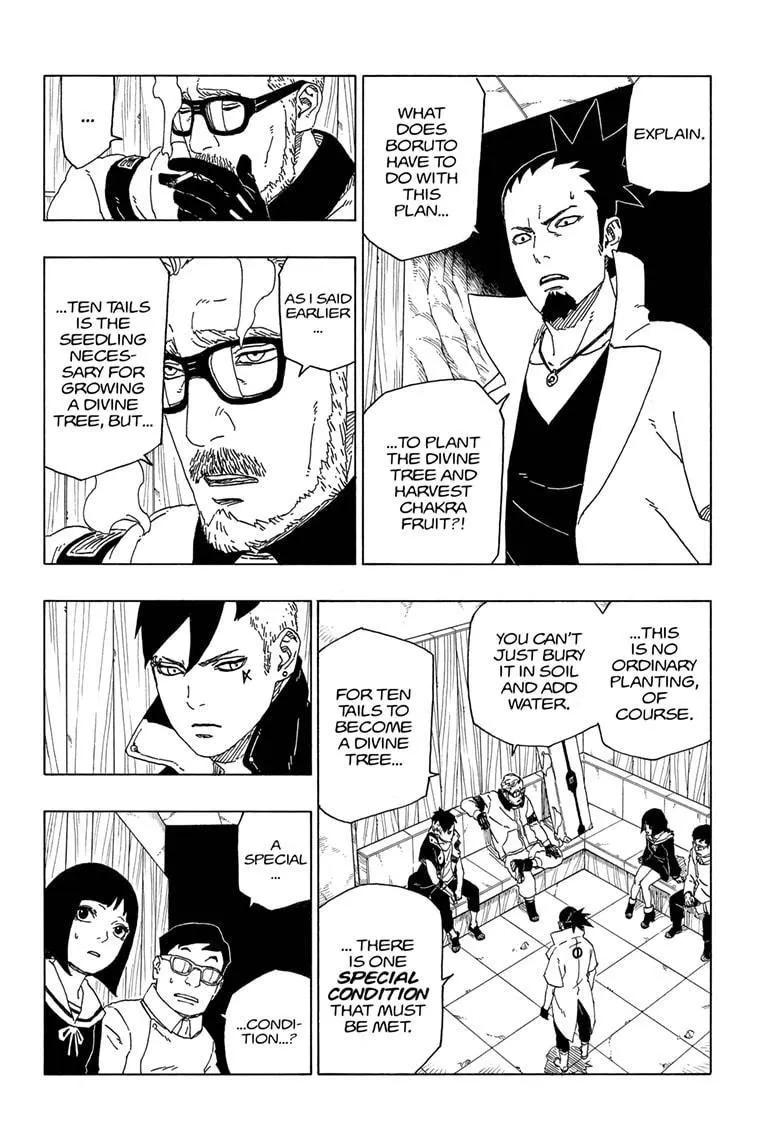 EXPLAIN.
WHAT
DOES
BORUTO
HAVE TO
DO WITH
THIS
PLAN...
...TO PLANT
THE DIVINE
TREE AND
HARVEST
CHAKRA
FRUIT?!
...
AS I SAID
EARLIER
...
...TEN TAILS
IS THE
SEEDLING
NECES-
SARY FOR
GROWING
A DIVINE
TREE, BUT...
...THIS
IS NO
ORDINARY
PLANTING,
OF
COURSE.
YOU CAN'T
JUST BURY
IT IN SOIL
AND ADD
WATER.
FOR TEN
TAILS TO
BECOME
A DIVINE
TREE...
... THERE
IS ONE
SPECIAL
CONDITION
THAT MUST
BE MET.
K
A
SPECIAL
...
...CONDI-
TION...?